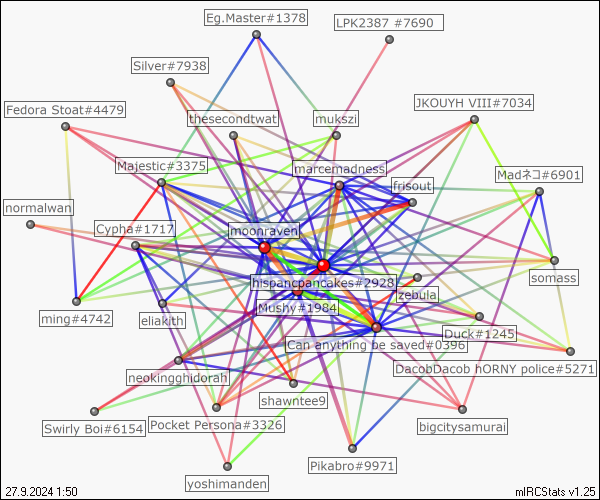 Eg.Master#1378
LPK2387 #7690
Silver#7938
JKOUYH VIII#7034
Fedora Stoat#4479
thesecondtwat
mukszi
Majestic#3375
marcemadness
Madネコ#6901
frisout
normalwan
Cypha#1717
moonraven
hispancpancakes#2928
somass
zebula
Mushy#1984
ming#4742
eliakith
Duck#1245
Can anything be saved#0396
DacobDacob hORNY police#5271
neokingghidorah
shawntee9
Swirly Boi#6154
Pocket Persona#3326
bigcitysamurai
Pikabro#9971
yoshimanden
27.9.2024 1:50
mIRCStats v1.25